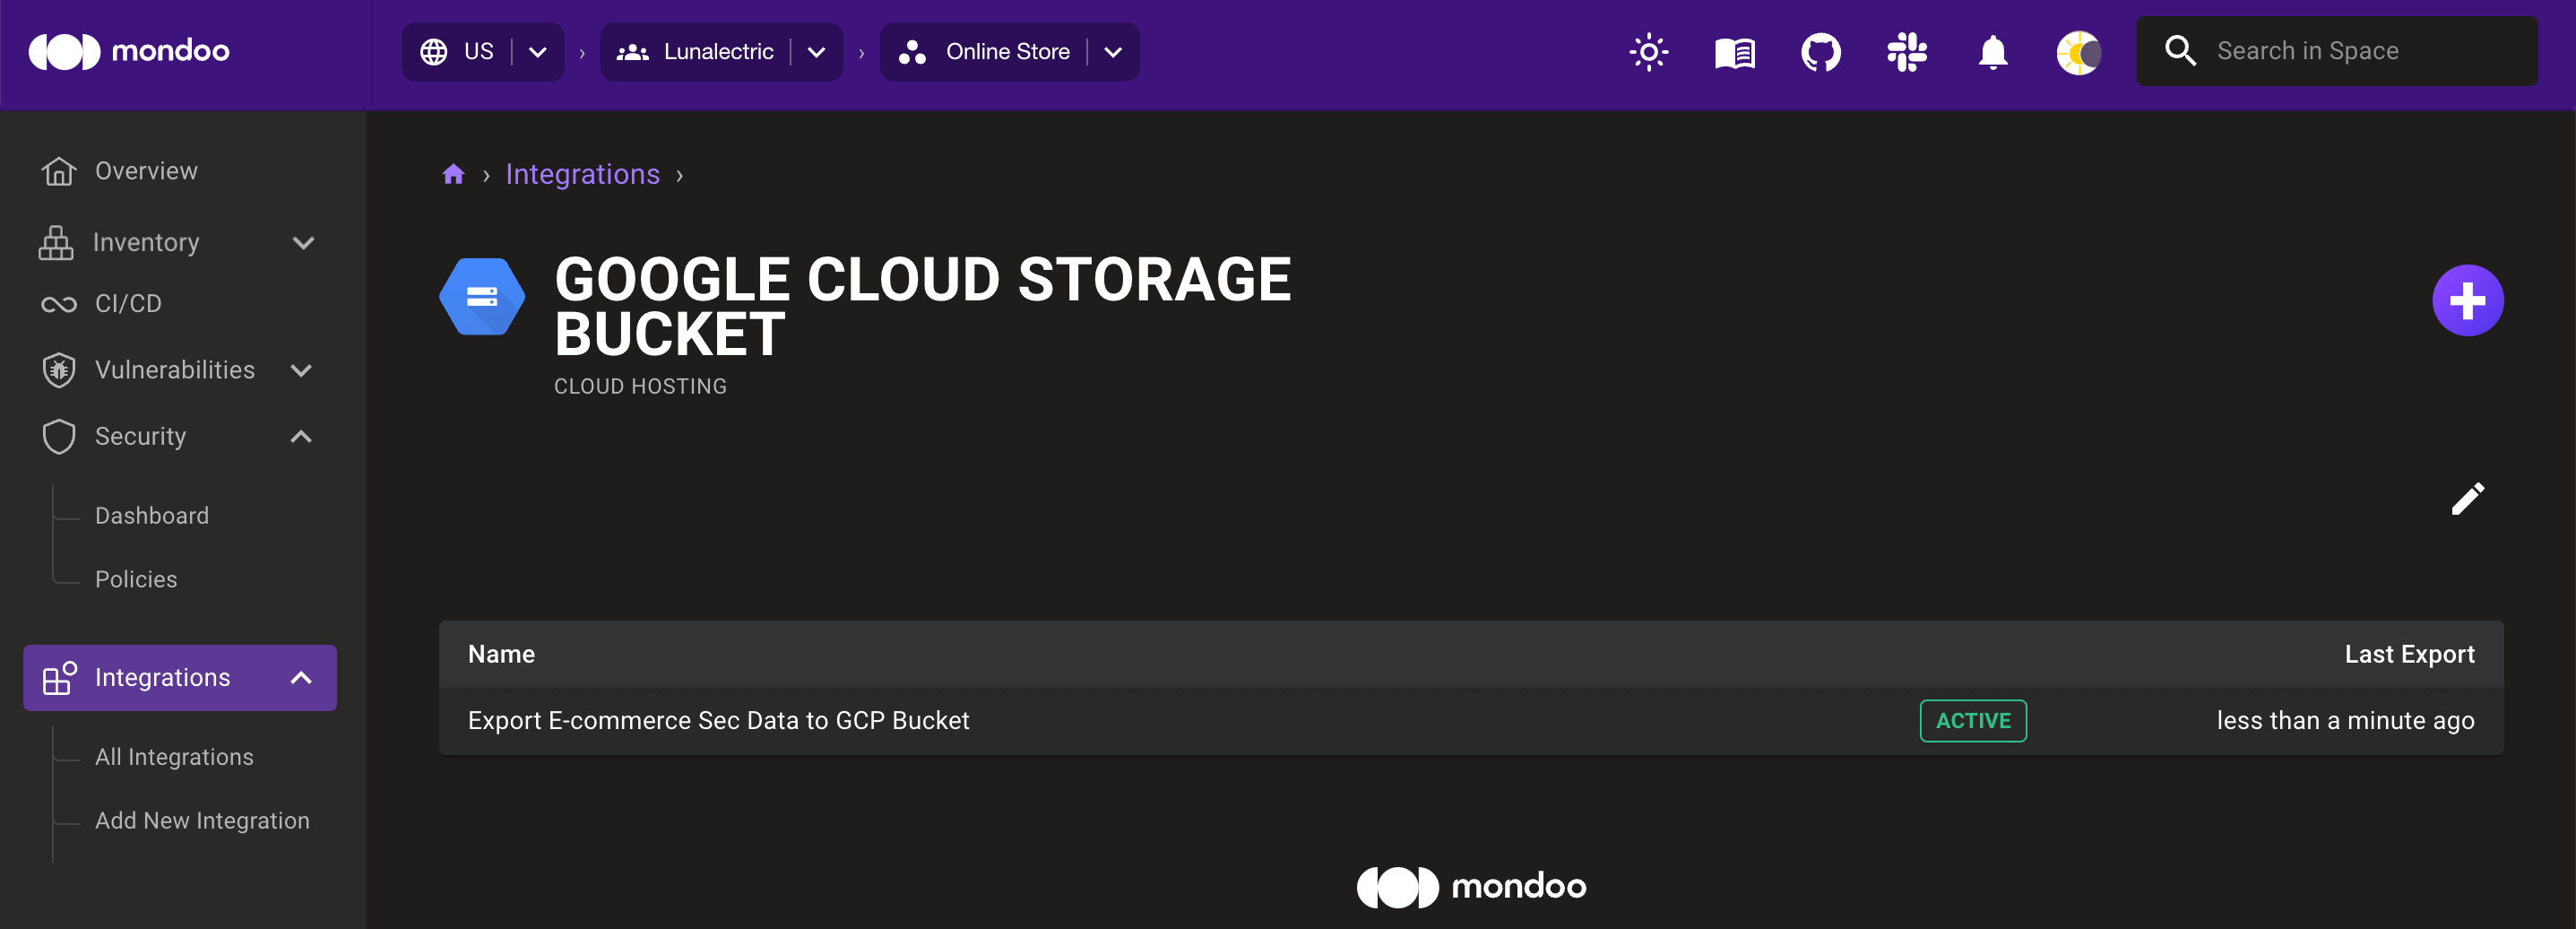 mondoo
US
Lunalectric
Online Store
Search in Space
Overview
Inventory
CI/CD
Vulnerabilities
Security
Dashboard
Policies
Integrations
All Integrations
Add New Integration
Integrations
GOOGLE CLOUD STORAGE
BUCKET
CLOUD HOSTING
Name Last Export
Export E-commerce Sec Data to GCP Bucket ACTIVE less than a minute ago
mondoo